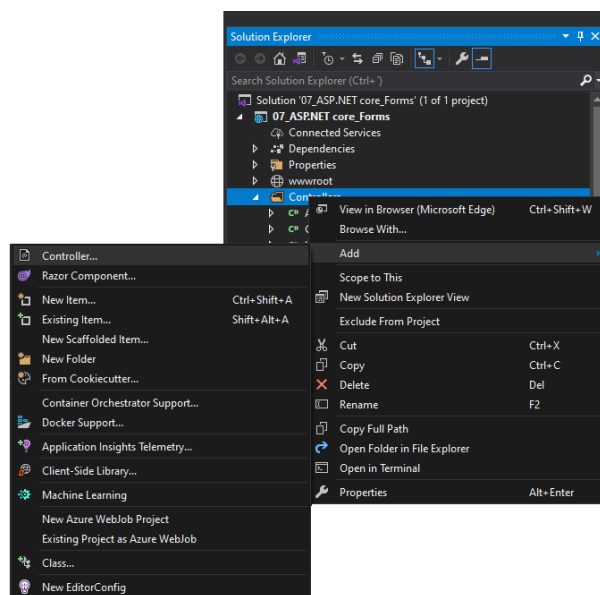 Solution Explorer
Search Solution Explorer (Ctrl+¨)
Solution '07_ASP.NET core_Forms' (1 of 1 project)
07_ASP.NET core_Forms
Connected Services
Dependencies
Properties
wwwroot
C#
C#
View in Browser (Microsoft Edge) Ctrl+Shift+W
Browse With...
Add
Scope to This
New Solution Explorer View
Exclude From Project
Cut Ctrl+X
Copy Ctrl+C
Delete Del
Rename F2
Copy Full Path
Open Folder in File Explorer
Open in Terminal
Properties Alt+Enter
Controller...
Razor Component...
New Item... Ctrl+Shift+A
Existing Item... Shift+Alt+A
New Scaffolded Item...
New Folder
From Cookiecutter...
Container Orchestrator Support...
Docker Support...
Application Insights Telemetry...
Client-Side Library...
Machine Learning
New Azure WebJob Project
Existing Project as Azure WebJob
Class...
New EditorConfig